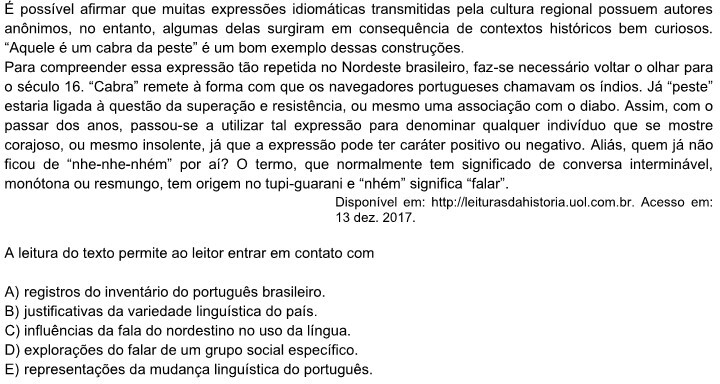 É possível afirmar que muitas expressões idiomáticas transmitidas pela cultura regional possuem autores
anônimos, no entanto, algumas delas surgiram em consequência de contextos históricos bem curiosos.
“Aquele é um cabra da peste” é um bom exemplo dessas construções.
Para compreender essa expressão tão repetida no Nordeste brasileiro, faz-se necessário voltar o olhar para
o século 16. “Cabra” remete à forma com que os navegadores portugueses chamavam os índios. Já “peste”
estaria ligada à questão da superação e resistência, ou mesmo uma associação com o diabo. Assim, com o
passar dos anos, passou-se a utilizar tal expressão para denominar qualquer indivíduo que se mostre
corajoso, ou mesmo insolente, já que a expressão pode ter caráter positivo ou negativo. Aliás, quem já não
ficou de “nhe-nhe-nhém” por aí? O termo, que normalmente tem significado de conversa interminável,
monótona ou resmungo, tem origem no tupi-guarani e “nhém” significa “falar”.
Disponível em: http://leiturasdahistoria.uol.com.br. Acesso em:
13 dez. 2017.
A leitura do texto permite ao leitor entrar em contato com
A) registros do inventário do português brasileiro.
B) justificativas da variedade linguística do país.
C) influências da fala do nordestino no uso da língua.
D) explorações do falar de um grupo social específico.
E) representações da mudança linguística do português.